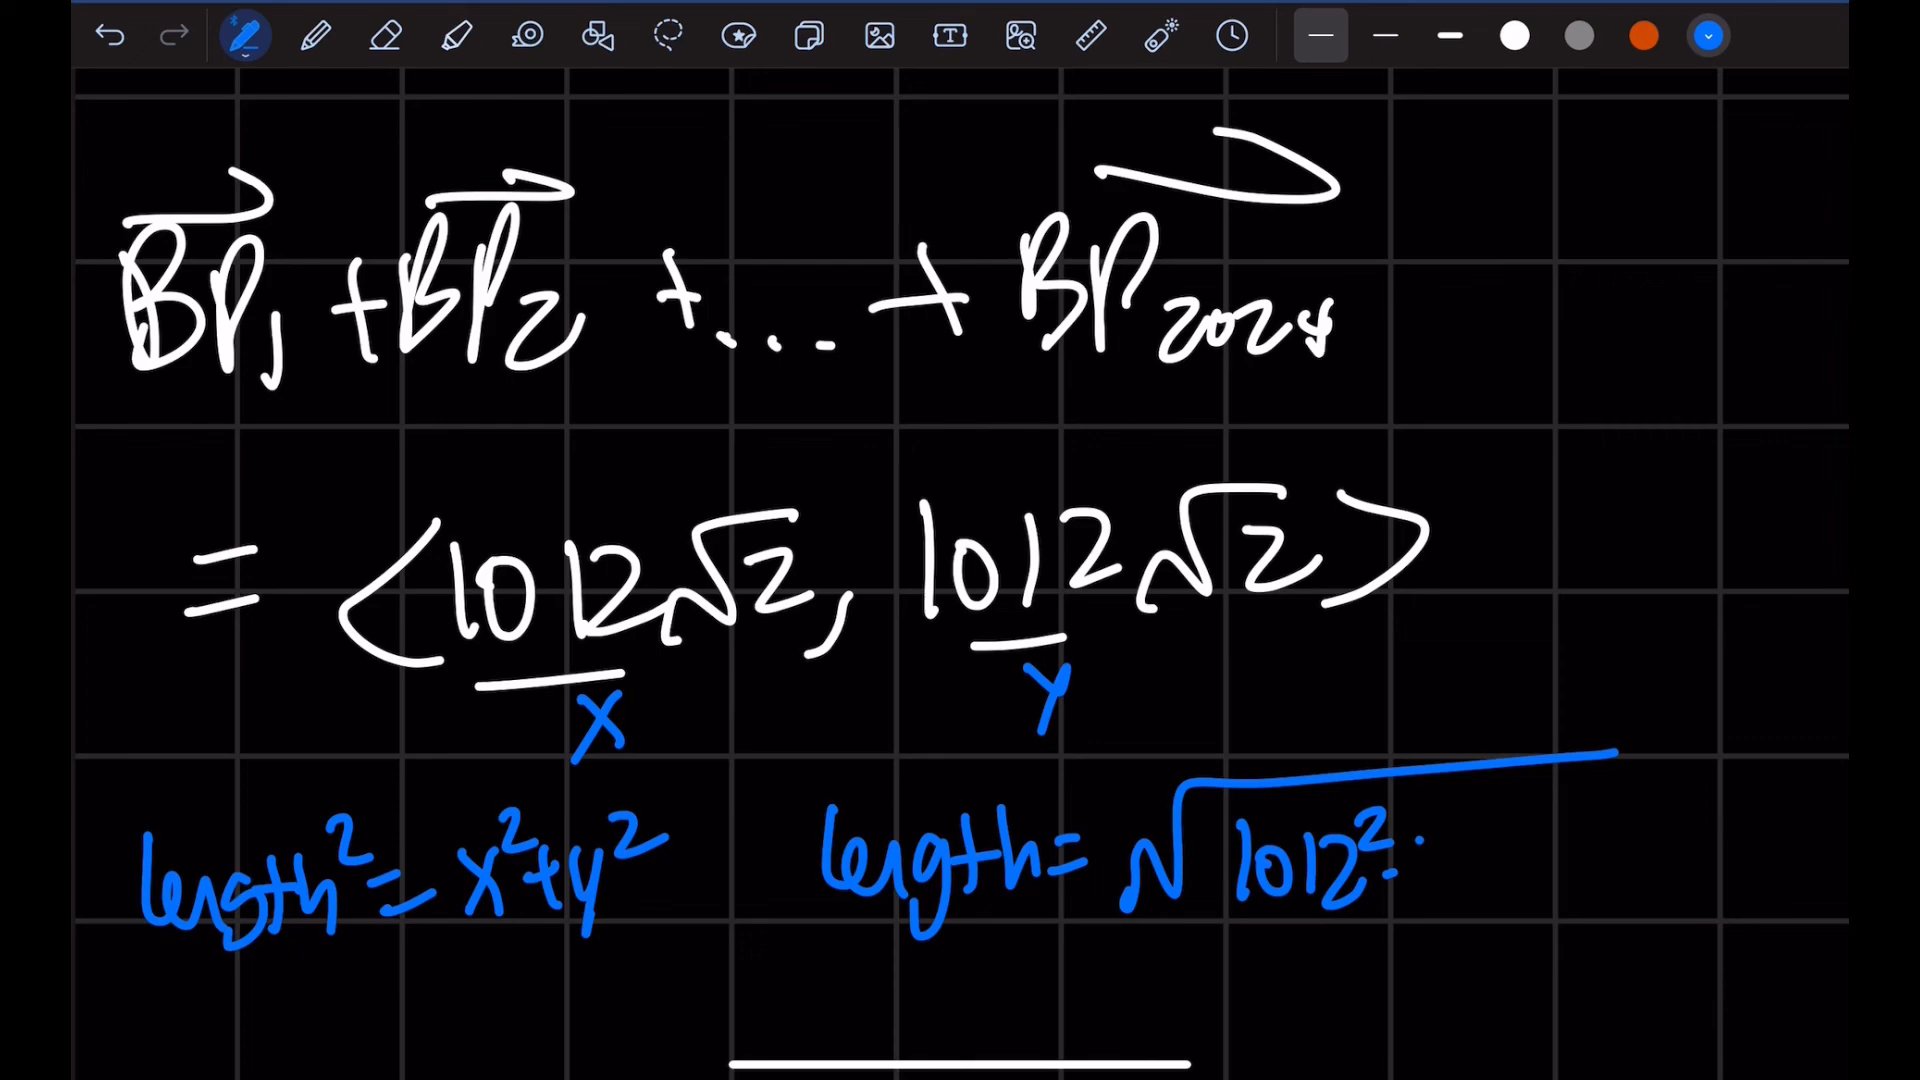 BP₁ + BP₂ + ... + BP₂₀₂₄
= ⟨1012√2, 1012√2⟩
x y
length² = x² + y² length = √1012² ·